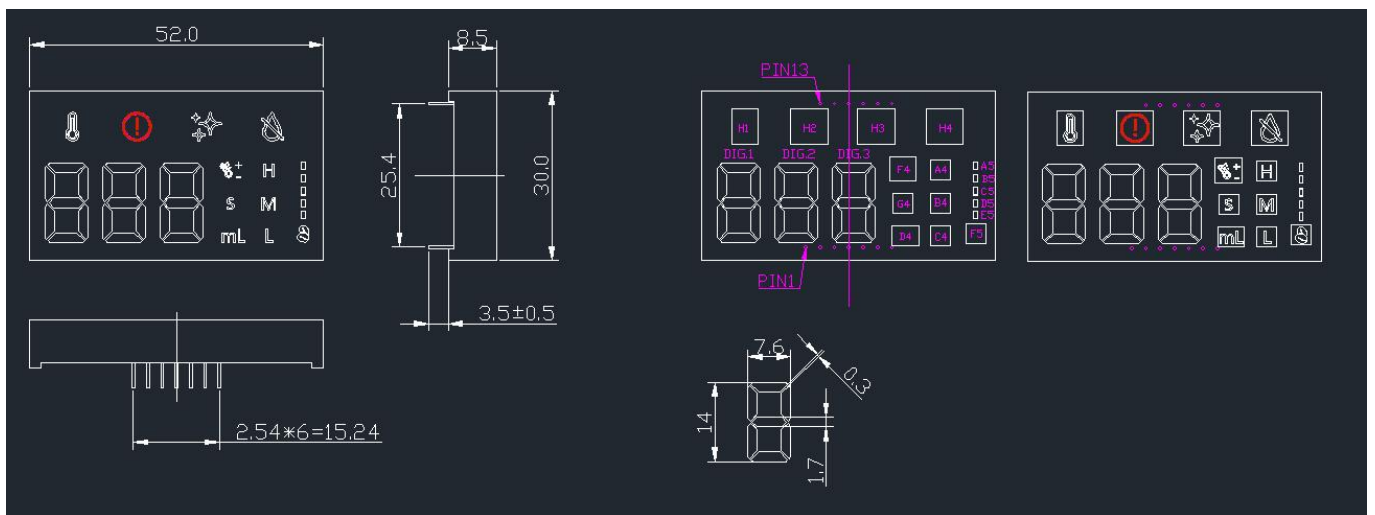 52.0
8.5
25.4
30.0
3.5±0.5
2.54*6=15.24
H
S
M
mL
L
PIN13
H1
H2
H3
H4
DIG.1
DIG.2
DIG.3
F4
A4
A5
B5
C5
D5
E5
G4
B4
D4
C4
F5
PIN1
H
S
M
mL
L
7.6
0.3
14
1.7